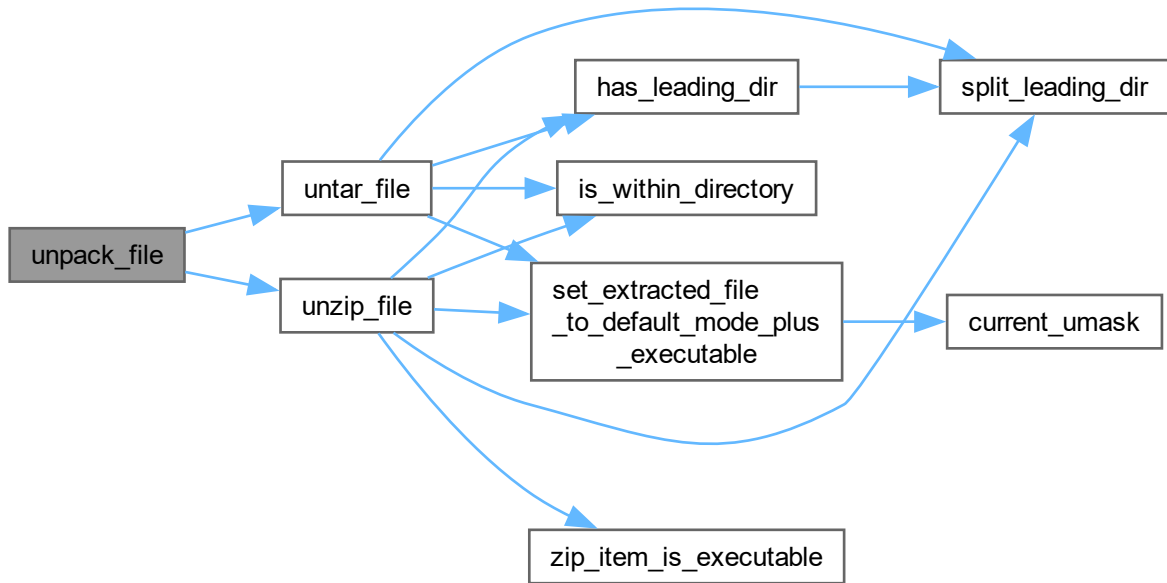 unpack_file
untar_file
unzip_file
has_leading_dir
is_within_directory
set_extracted_file
_to_default_mode_plus
_executable
zip_item_is_executable
split_leading_dir
current_umask